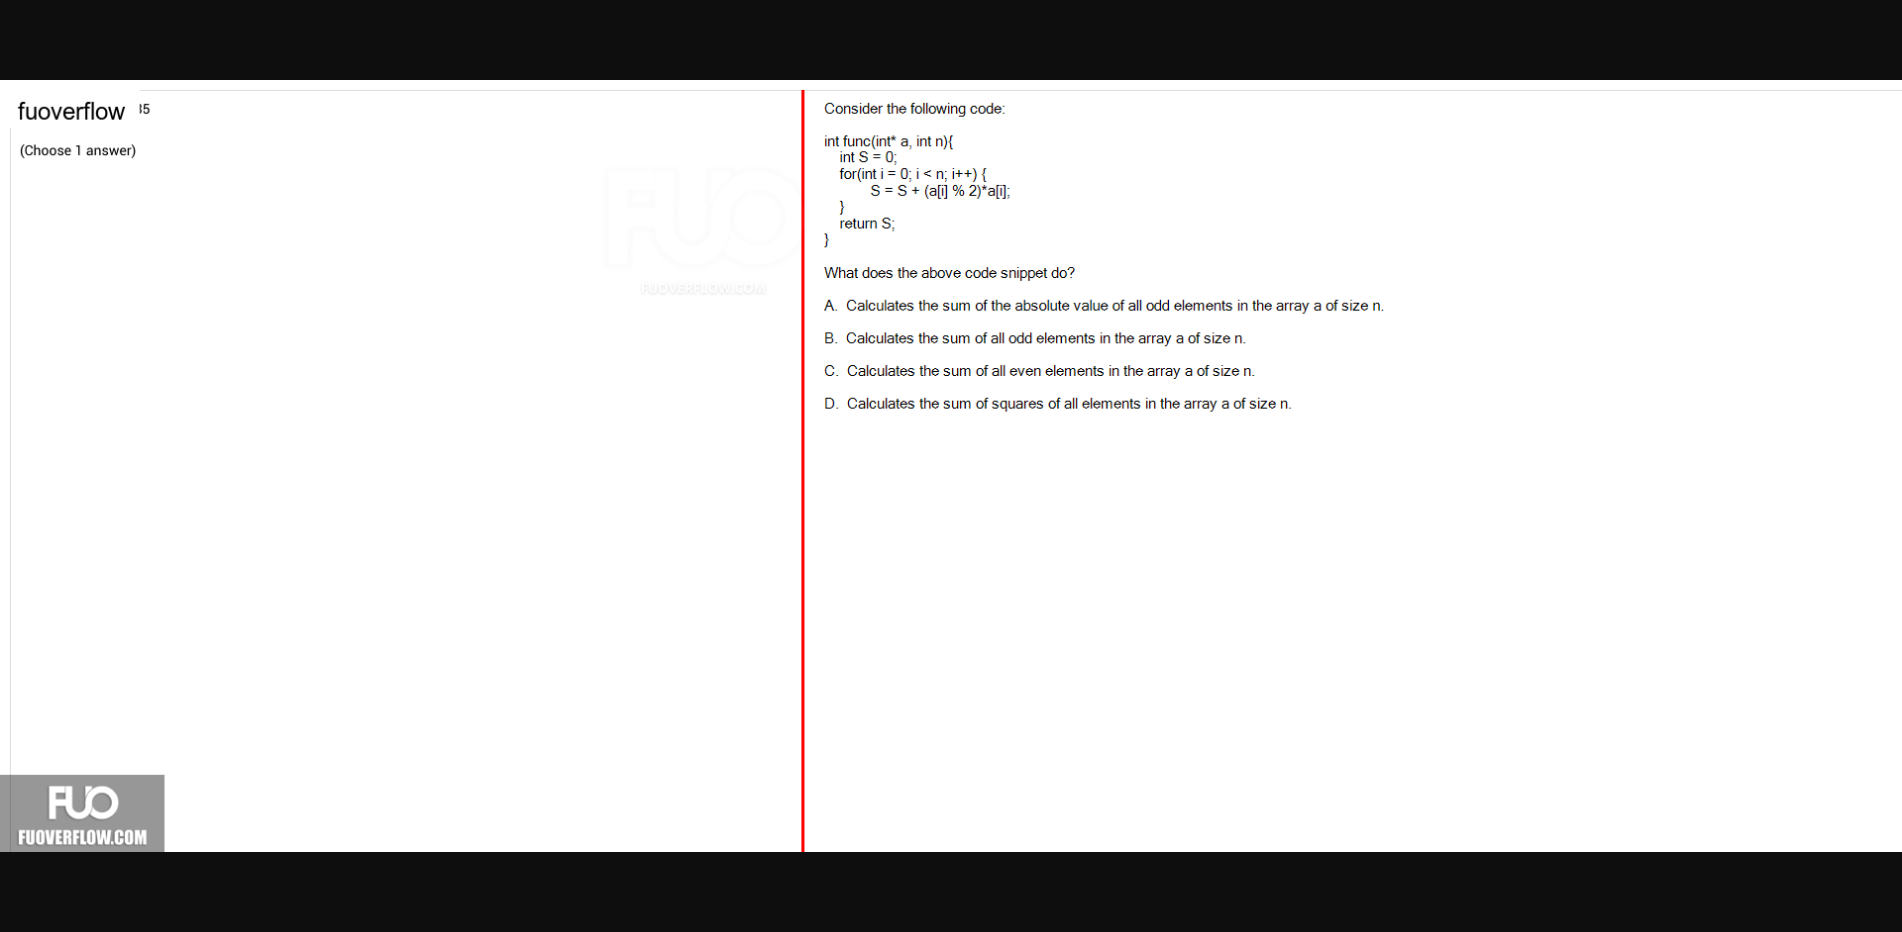 fuoverflow 35
(Choose 1 answer)
FUO
FUOVERFLOW.COM
Consider the following code:
int func(int* a, int n){
int S = 0;
for(int i = 0; i < n; i++) {
S = S + (a[i] % 2)*a[i];
}
return S;
}
What does the above code snippet do?
A. Calculates the sum of the absolute value of all odd elements in the array a of size n.
B. Calculates the sum of all odd elements in the array a of size n.
C. Calculates the sum of all even elements in the array a of size n.
D. Calculates the sum of squares of all elements in the array a of size n.
FUO
FUOVERFLOW.COM